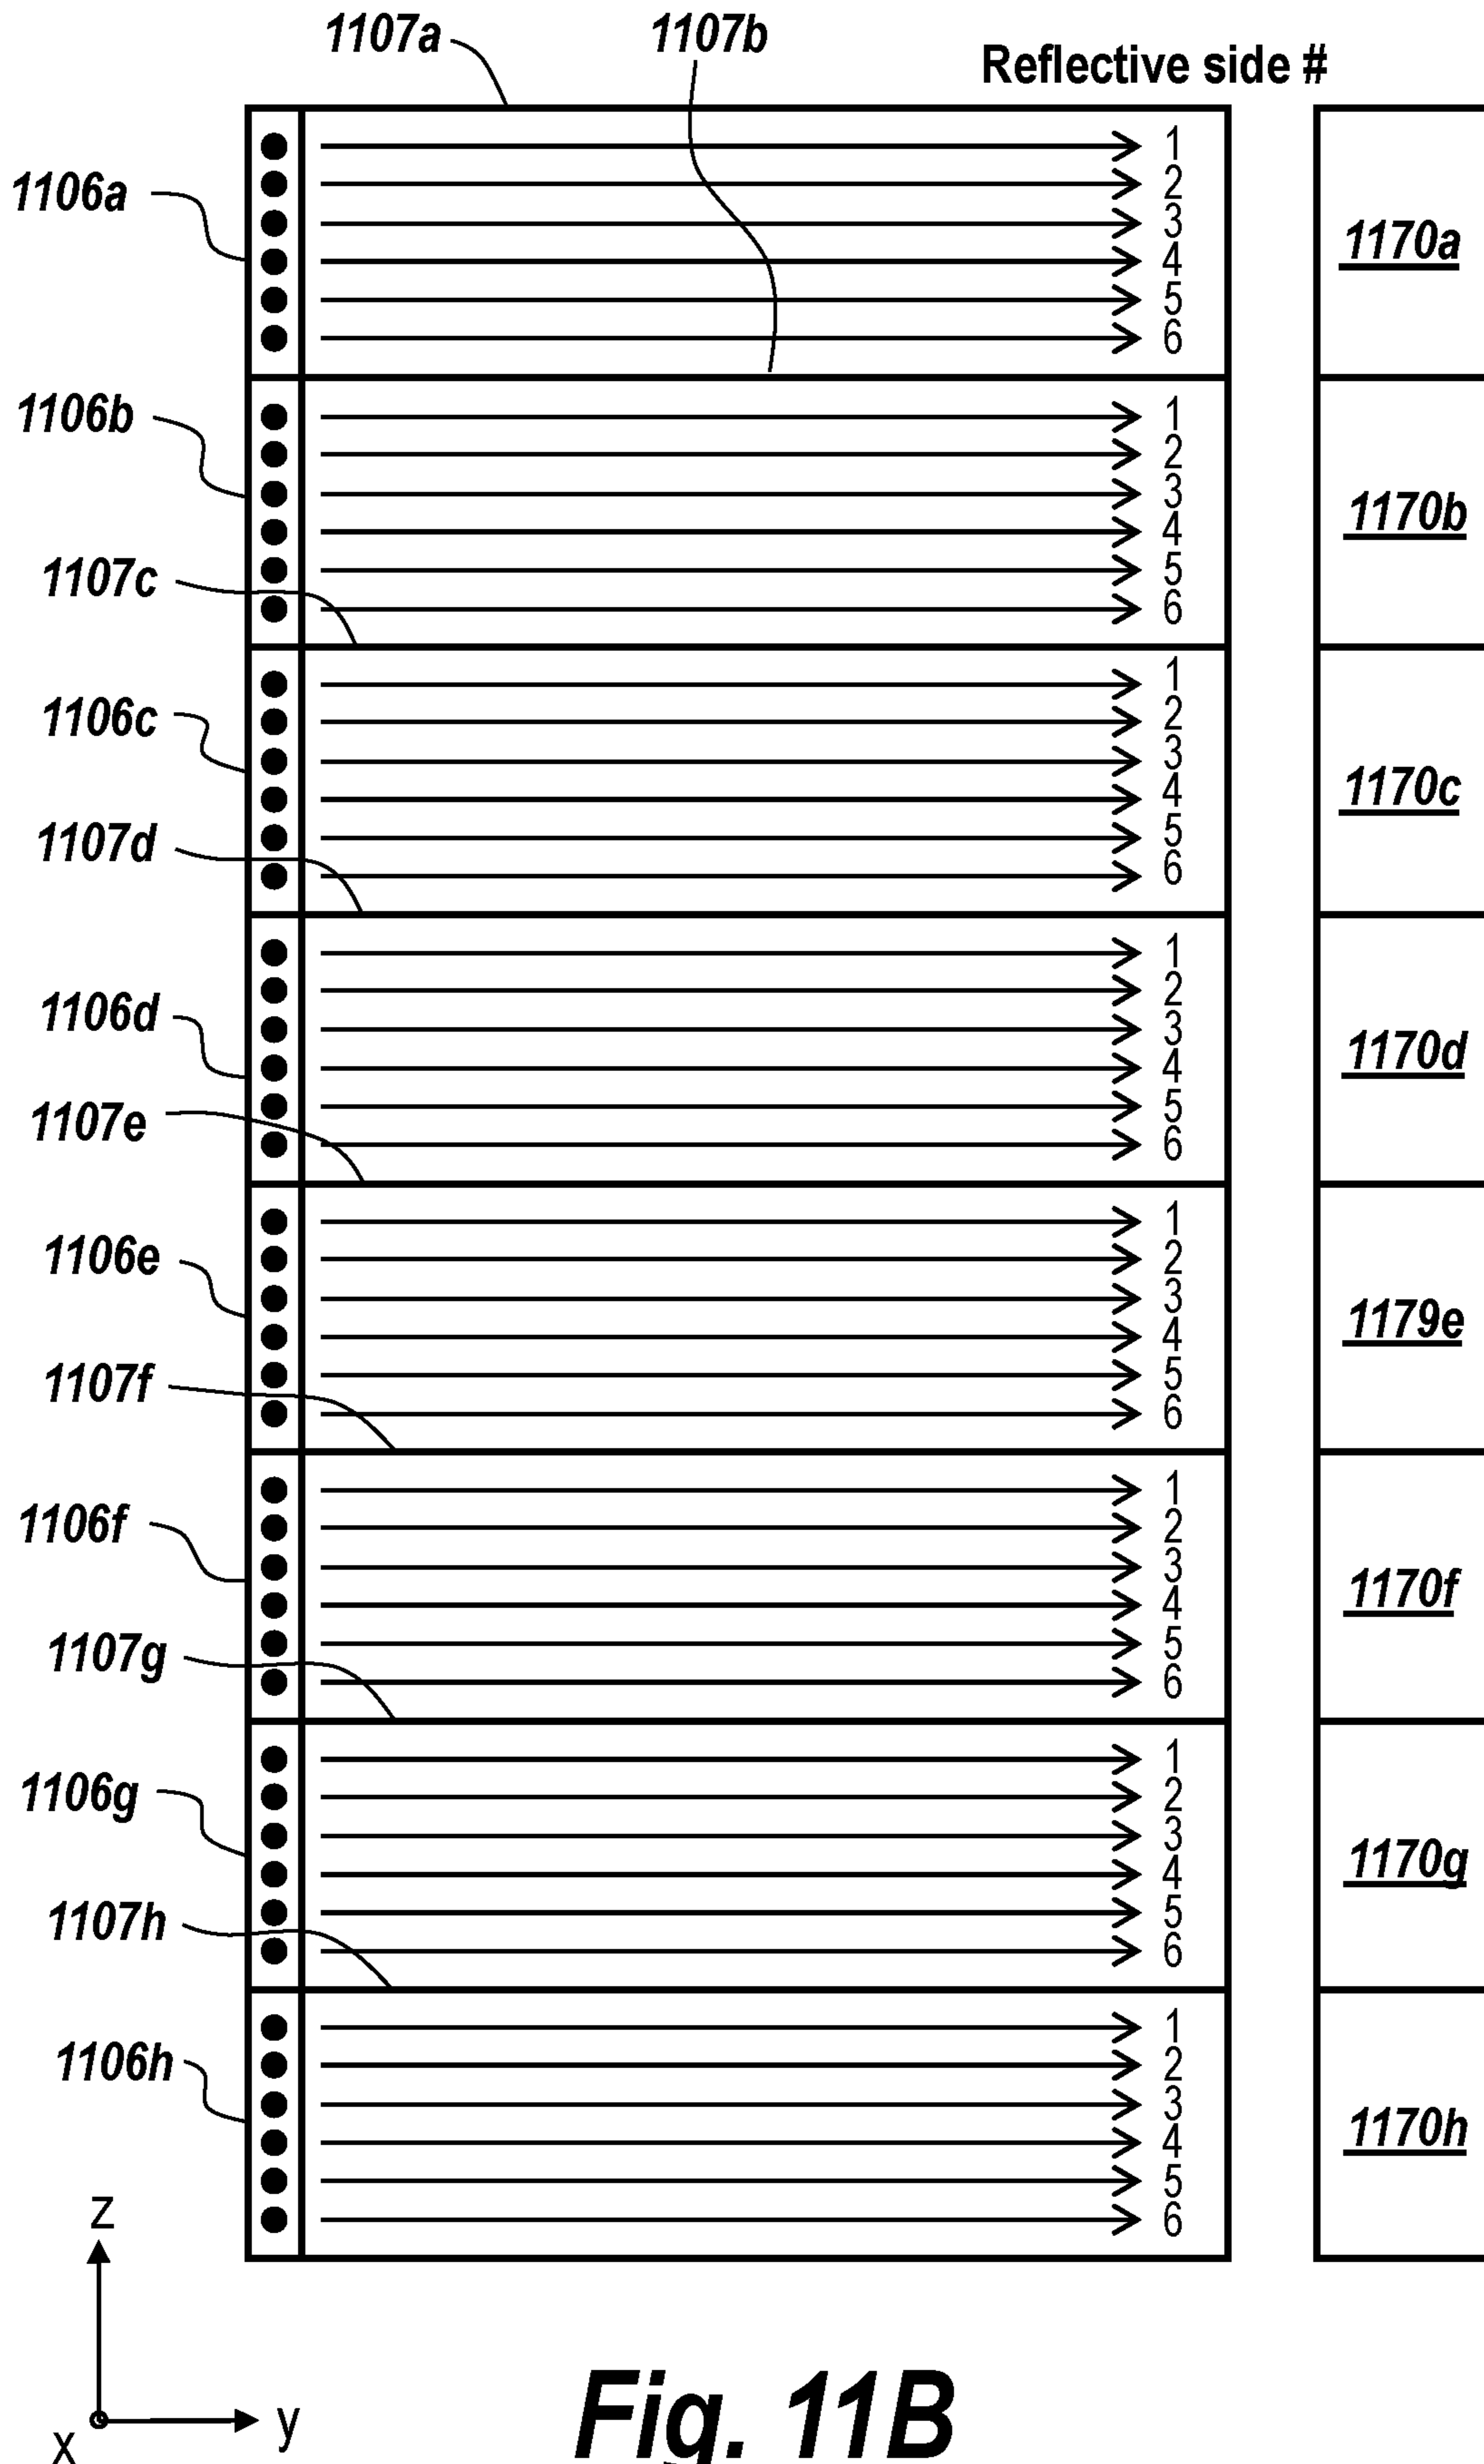 1107a
1107b
Reflective side #
1106a
1
2
3
4
5
6
1170a
1106b
1107c
1
2
3
4
5
6
1170b
1106c
1107d
1
2
3
4
5
6
1170c
1106d
1107e
1
2
3
4
5
6
1170d
1106e
1107f
1
2
3
4
5
6
1179e
1106f
1107g
1
2
3
4
5
6
1170f
1106g
1107h
1
2
3
4
5
6
1170g
1106h
1
2
3
4
5
6
1170h
z
y
x
Fig. 11B